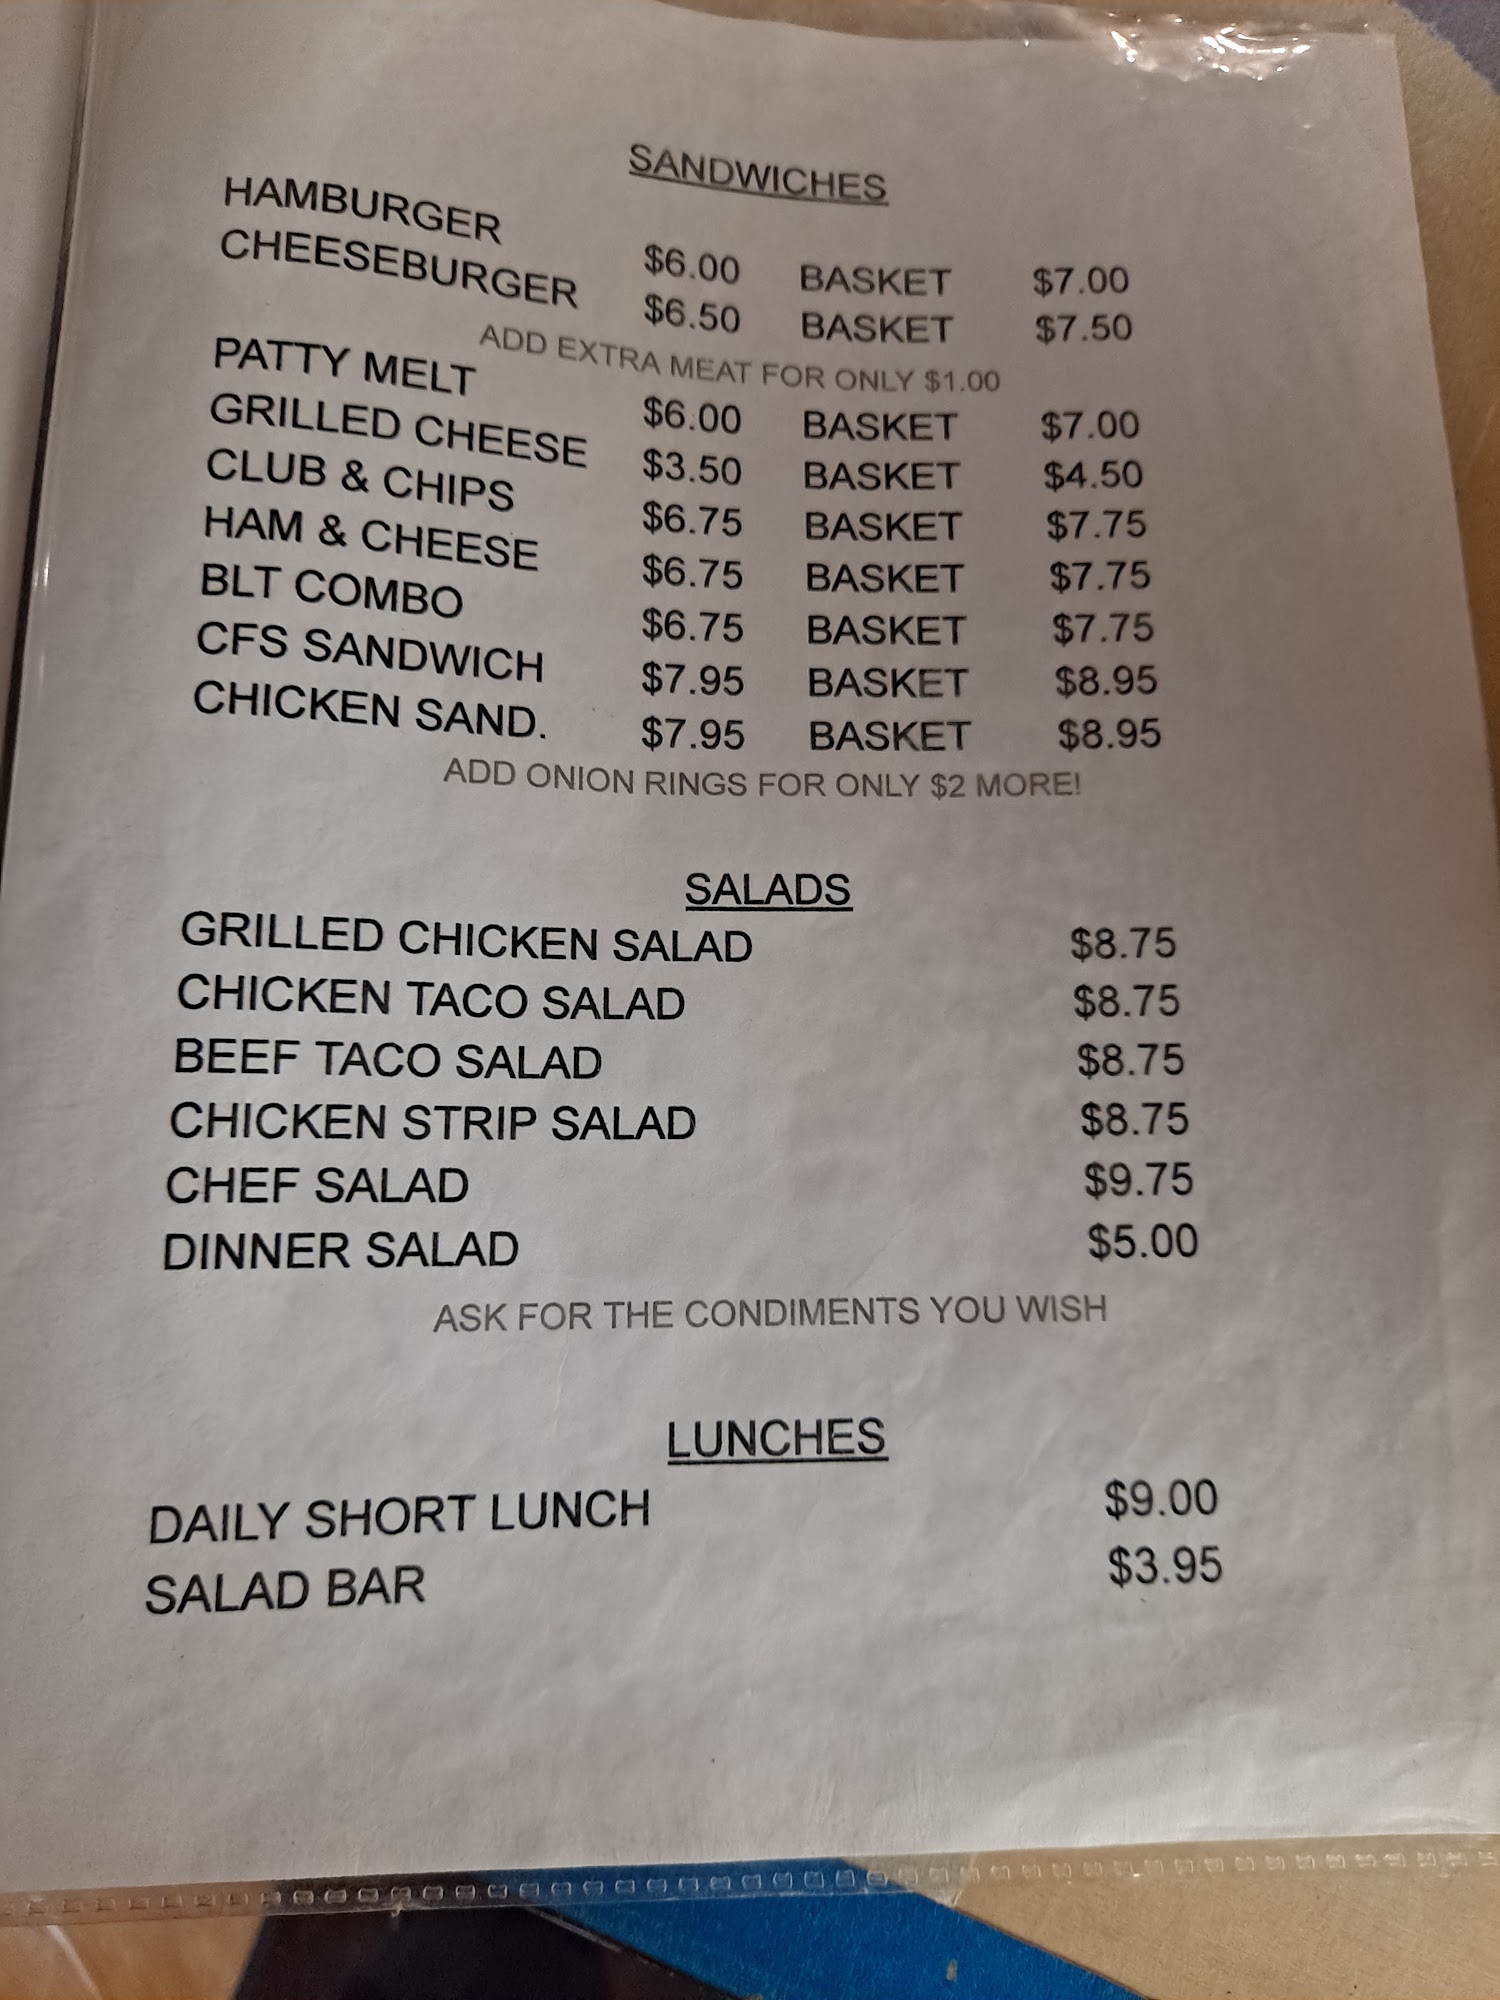 SANDWICHES
HAMBURGER $6.00 BASKET $7.00
CHEESEBURGER $6.50 BASKET $7.50
ADD EXTRA MEAT FOR ONLY $1.00
PATTY MELT $6.00 BASKET $7.00
GRILLED CHEESE $3.50 BASKET $4.50
CLUB & CHIPS $6.75 BASKET $7.75
HAM & CHEESE $6.75 BASKET $7.75
BLT COMBO $6.75 BASKET $7.75
CFS SANDWICH $7.95 BASKET $8.95
CHICKEN SAND. $7.95 BASKET $8.95
ADD ONION RINGS FOR ONLY $2 MORE!
SALADS
GRILLED CHICKEN SALAD $8.75
CHICKEN TACO SALAD $8.75
BEEF TACO SALAD $8.75
CHICKEN STRIP SALAD $8.75
CHEF SALAD $9.75
DINNER SALAD $5.00
ASK FOR THE CONDIMENTS YOU WISH
LUNCHES
DAILY SHORT LUNCH $9.00
SALAD BAR $3.95